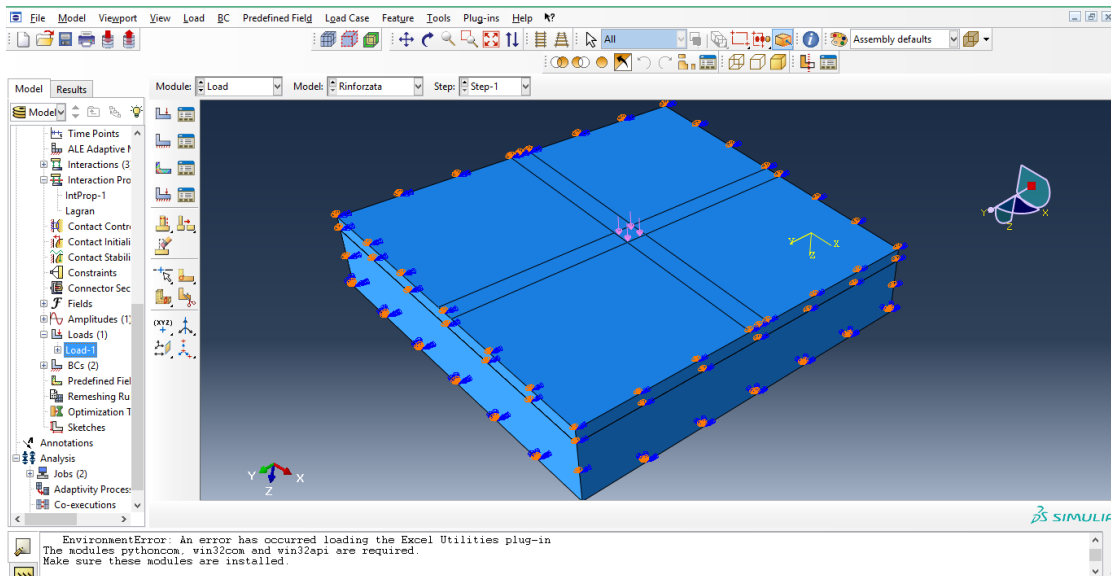 File Model Viewport View Load BC Predefined Field Load Case Feature Tools Plug-ins Help
All
Assembly defaults
Model Results
Module: Load Model: Rinforzata Step: Step-1
Model
Time Points
ALE Adaptive M
Interactions (3
Interaction Pro
IntProp-1
Lagran
Contact Contr
Contact Initiali
Contact Stabili
Constraints
Connector Sec
Fields
Amplitudes (1)
Loads (1)
Load-1
BCs (2)
Predefined Fiel
Remeshing Ru
Optimization T
Sketches
Annotations
Analysis
Jobs (2)
Adaptivity Proces
Co-executions
(XYZ)
Y X Z
Y X Z
Y X Z
SIMULIA
EnvironmentError: An error has occurred loading the Excel Utilities plug-in
The modules pythoncom, win32com and win32api are required.
Make sure these modules are installed.
>>>